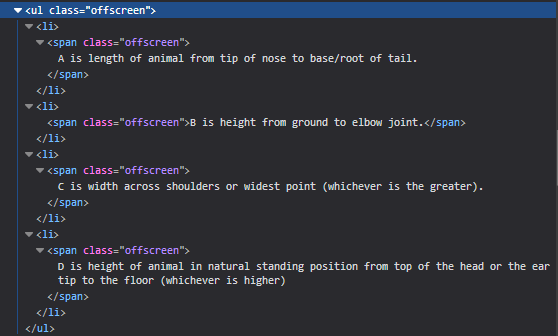 <ul class="offscreen">
<li>
<span class="offscreen">
A is length of animal from tip of nose to base/root of tail.
</span>
</li>
<li>
<span class="offscreen">B is height from ground to elbow joint.</span>
</li>
<li>
<span class="offscreen">
C is width across shoulders or widest point (whichever is the greater).
</span>
</li>
<li>
<span class="offscreen">
D is height of animal in natural standing position from top of the head or the ear
tip to the floor (whichever is higher)
</span>
</li>
</ul>